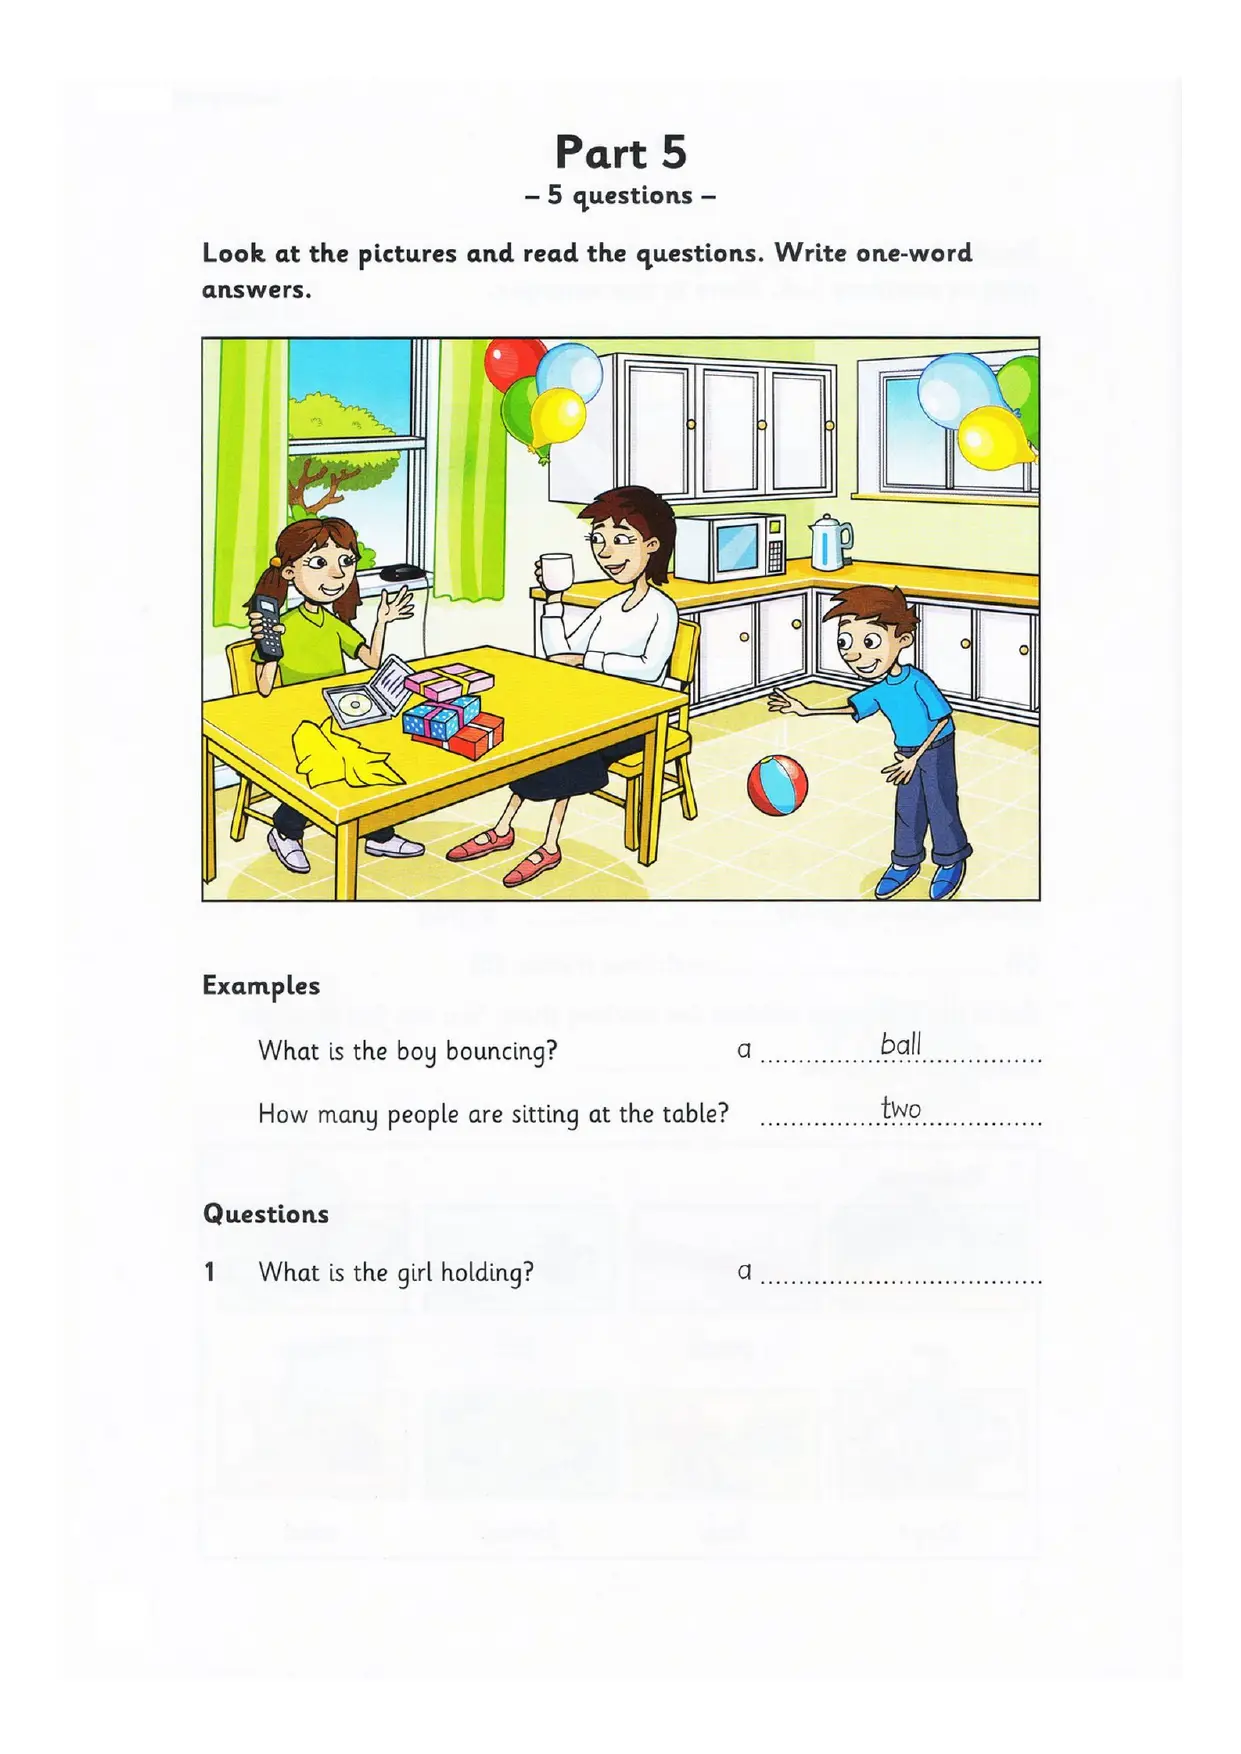 Part 5
– 5 questions –
Look at the pictures and read the questions. Write one-word
answers.
Examples
What is the boy bouncing? a ball
How many people are sitting at the table? two
Questions
1 What is the girl holding? a